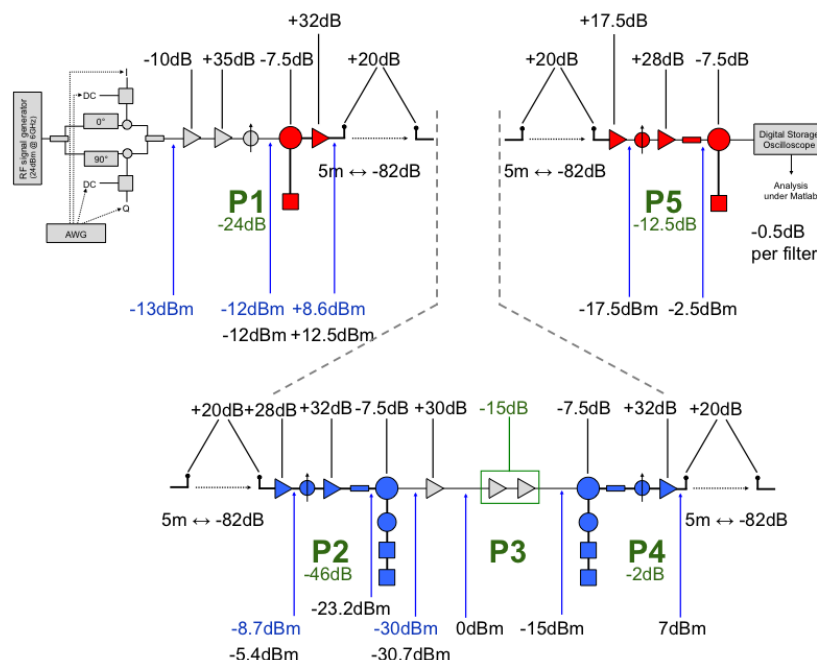 +32dB
-10dB
+35dB
-7.5dB
+20dB
+17.5dB
+20dB
+28dB
-7.5dB
RF signal generator
(24dBm @ 6GHz)
I
DC
0°
90°
DC
Q
AWG
Digital Storage
Oscilloscope
Analysis
under Matlab
5m ↔ -82dB
5m ↔ -82dB
P1
-24dB
P5
-12.5dB
-0.5dB
per filter
-13dBm
-12dBm
+8.6dBm
-12dBm
+12.5dBm
-17.5dBm
-2.5dBm
+20dB
+28dB
+32dB
-7.5dB
+30dB
-15dB
-7.5dB
+32dB
+20dB
5m ↔ -82dB
5m ↔ -82dB
P2
-46dB
P3
P4
-2dB
-23.2dBm
-8.7dBm
-5.4dBm
-30dBm
-30.7dBm
0dBm
-15dBm
7dBm